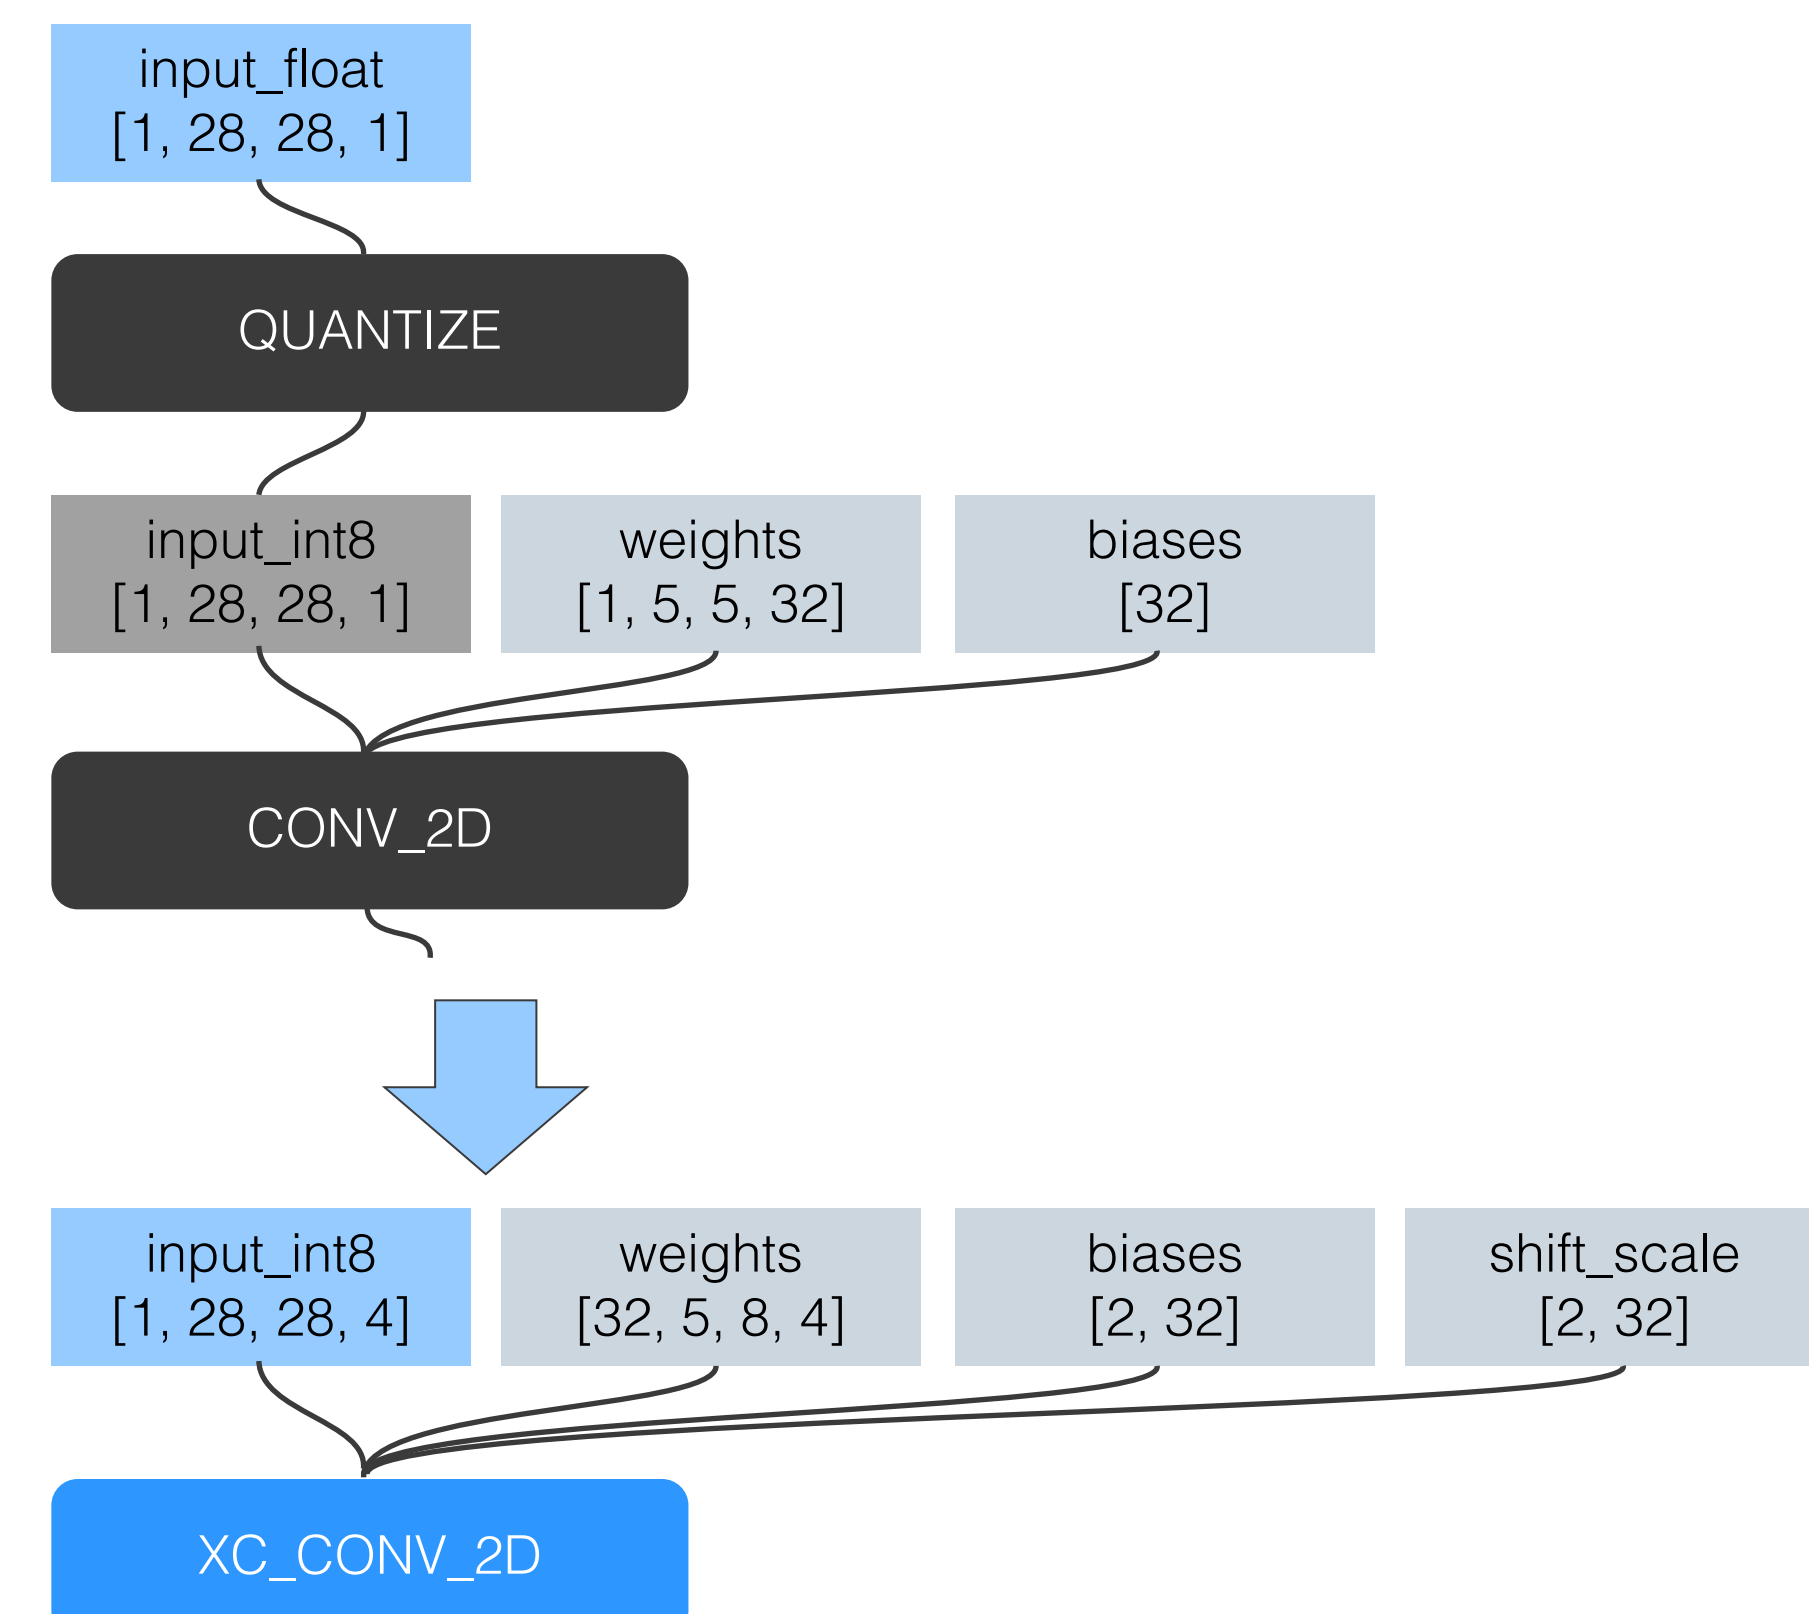 input_float
[1, 28, 28, 1]
QUANTIZE
input_int8
[1, 28, 28, 1]
weights
[1, 5, 5, 32]
biases
[32]
CONV_2D
input_int8
[1, 28, 28, 4]
weights
[32, 5, 8, 4]
biases
[2, 32]
shift_scale
[2, 32]
XC_CONV_2D